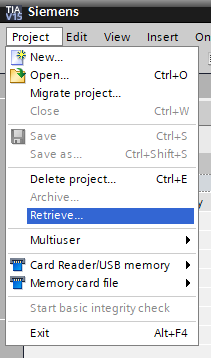 TIA V15 Siemens
Project Edit View Insert On
New...
Open... Ctrl+O
Migrate project...
Close Ctrl+W
Save Ctrl+S
Save as... Ctrl+Shift+S
Delete project... Ctrl+E
Archive...
Retrieve...
Multiuser
Card Reader/USB memory
Memory card file
Start basic integrity check
Exit Alt+F4
y